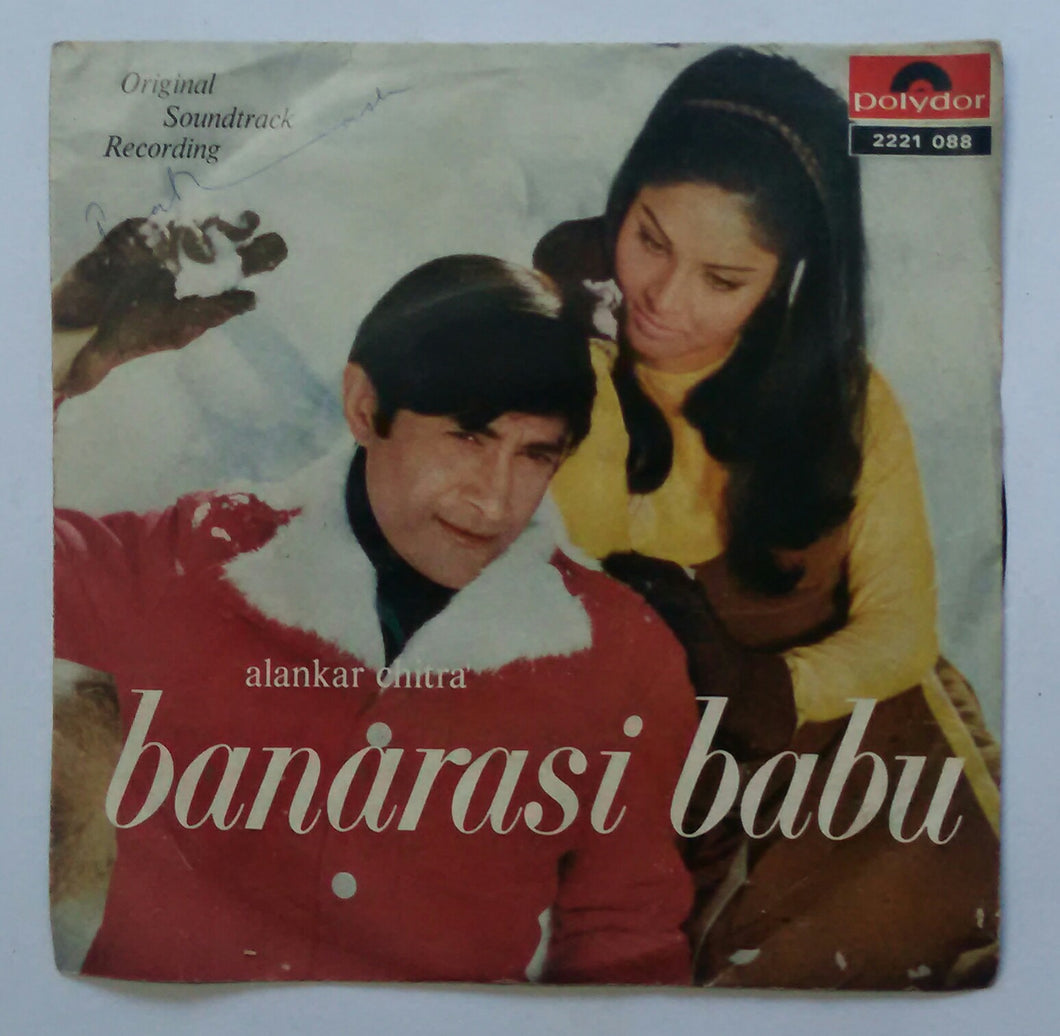 Original
Soundtrack
Recording
polydor
2221 088
alankar chitra
banarasi babu